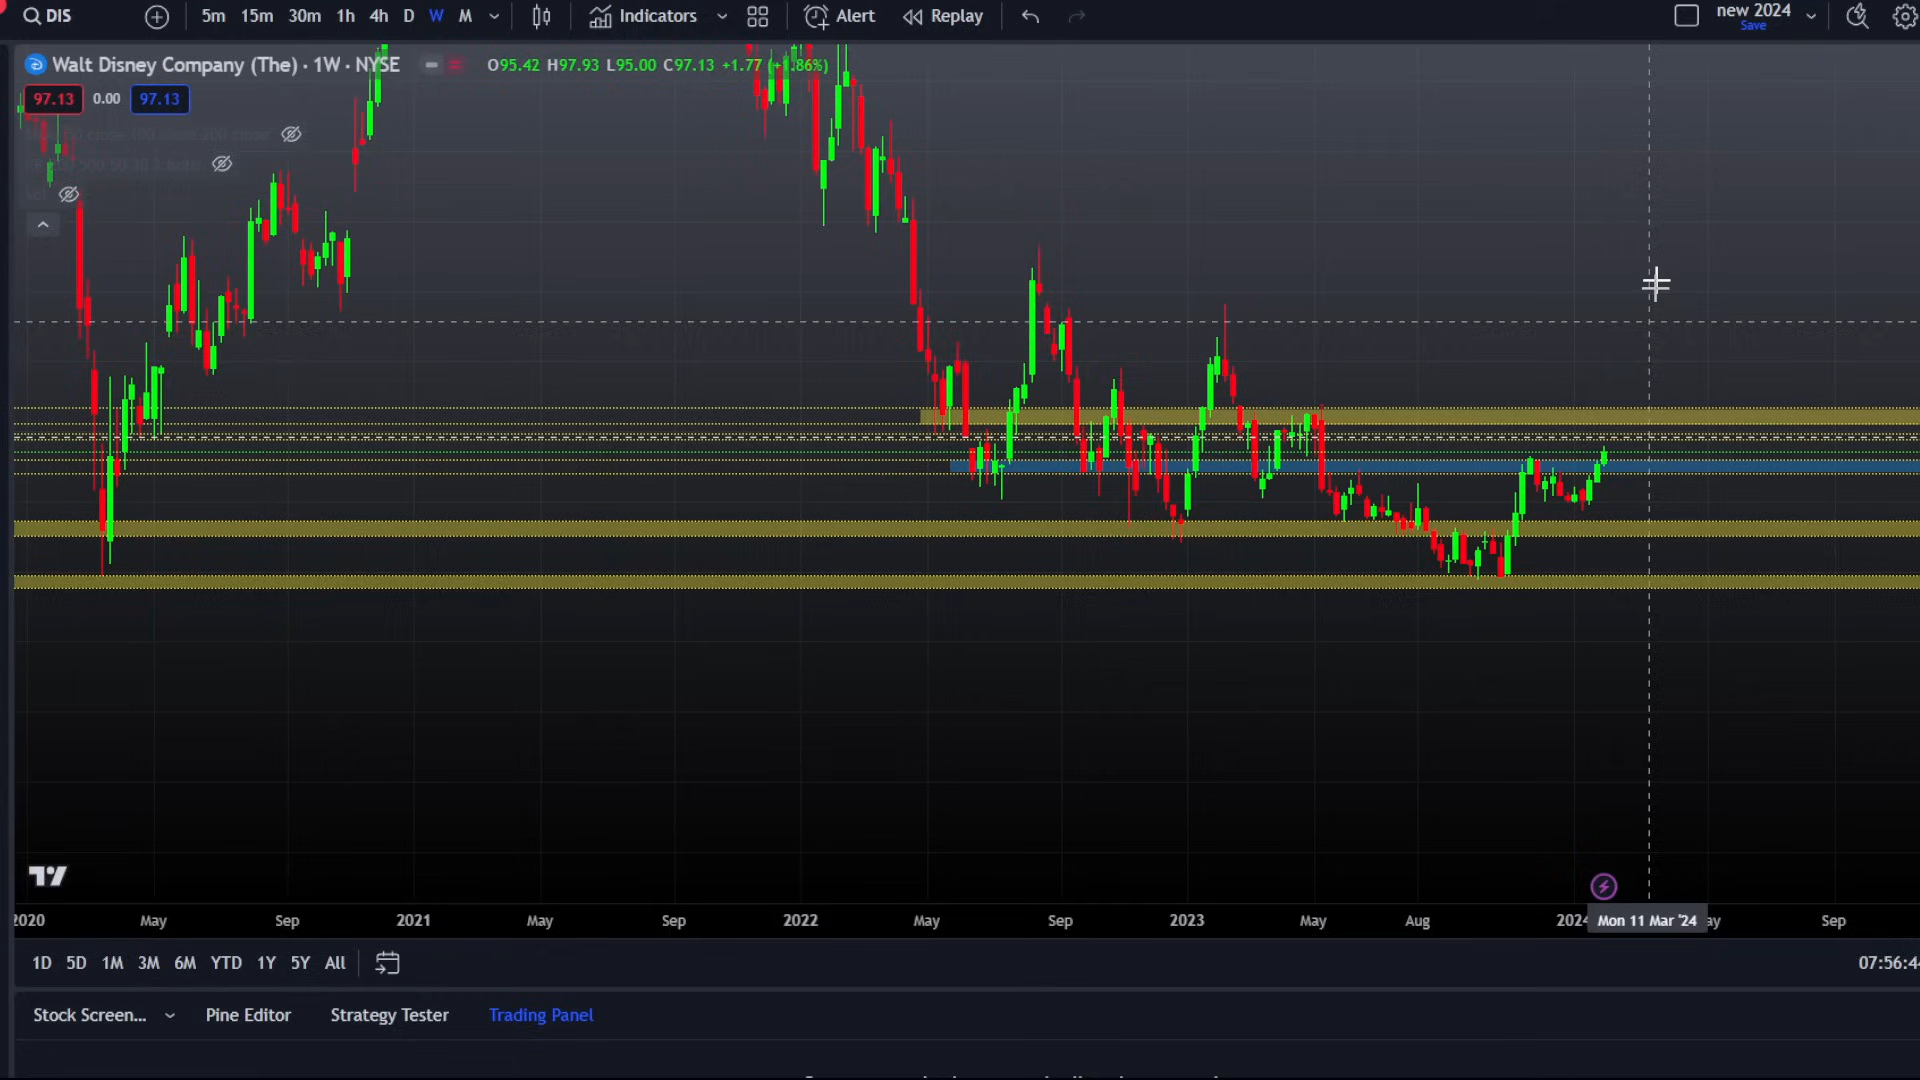 DIS 5m 15m 30m 1h 4h D W M Indicators Alert Replay new 2024
Save
Walt Disney Company (The) · 1W · NYSE O95.42 H97.93 L95.00 C97.13 +1.77 (+1.86%)
97.13 0.00 97.13
2020 May Sep 2021 May Sep 2022 May Sep 2023 May Aug 2024 Mon 11 Mar '24 Sep
1D 5D 1M 3M 6M YTD 1Y 5Y All 07:56:44
Stock Screen... Pine Editor Strategy Tester Trading Panel